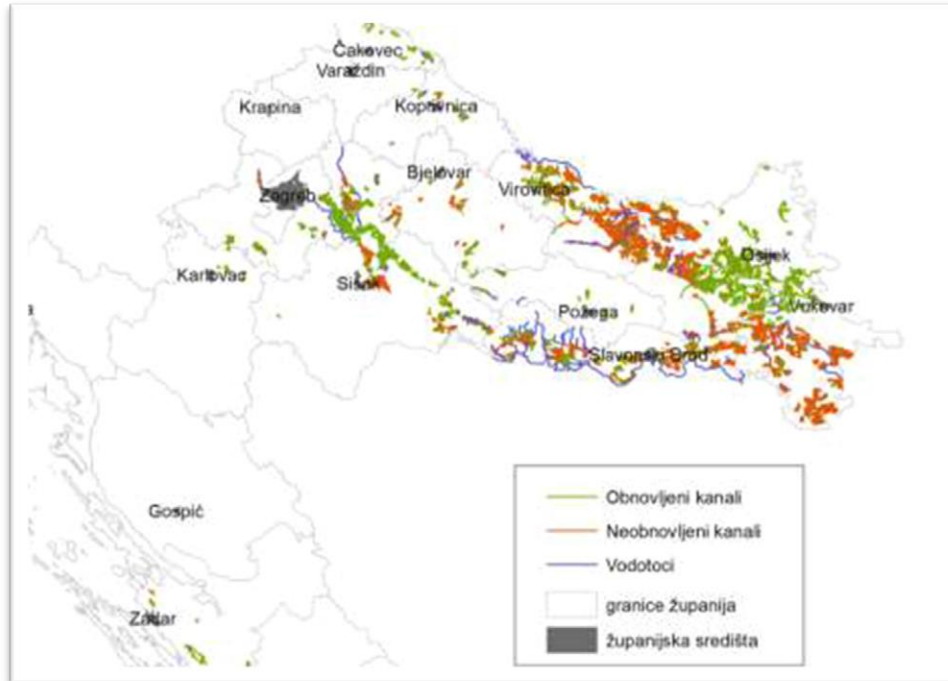 Čakovec
Varaždin
Krapina
Koprivnica
Bjelovar
Virovitica
Zagreb
Karlovac
Sisak
Osijek
Vukovar
Požega
Slavonski Brod
Gospić
Zadar
a
Obnovljeni kanali
Neobnovljeni kanali
Vodotoci
granice županija
županijska središta